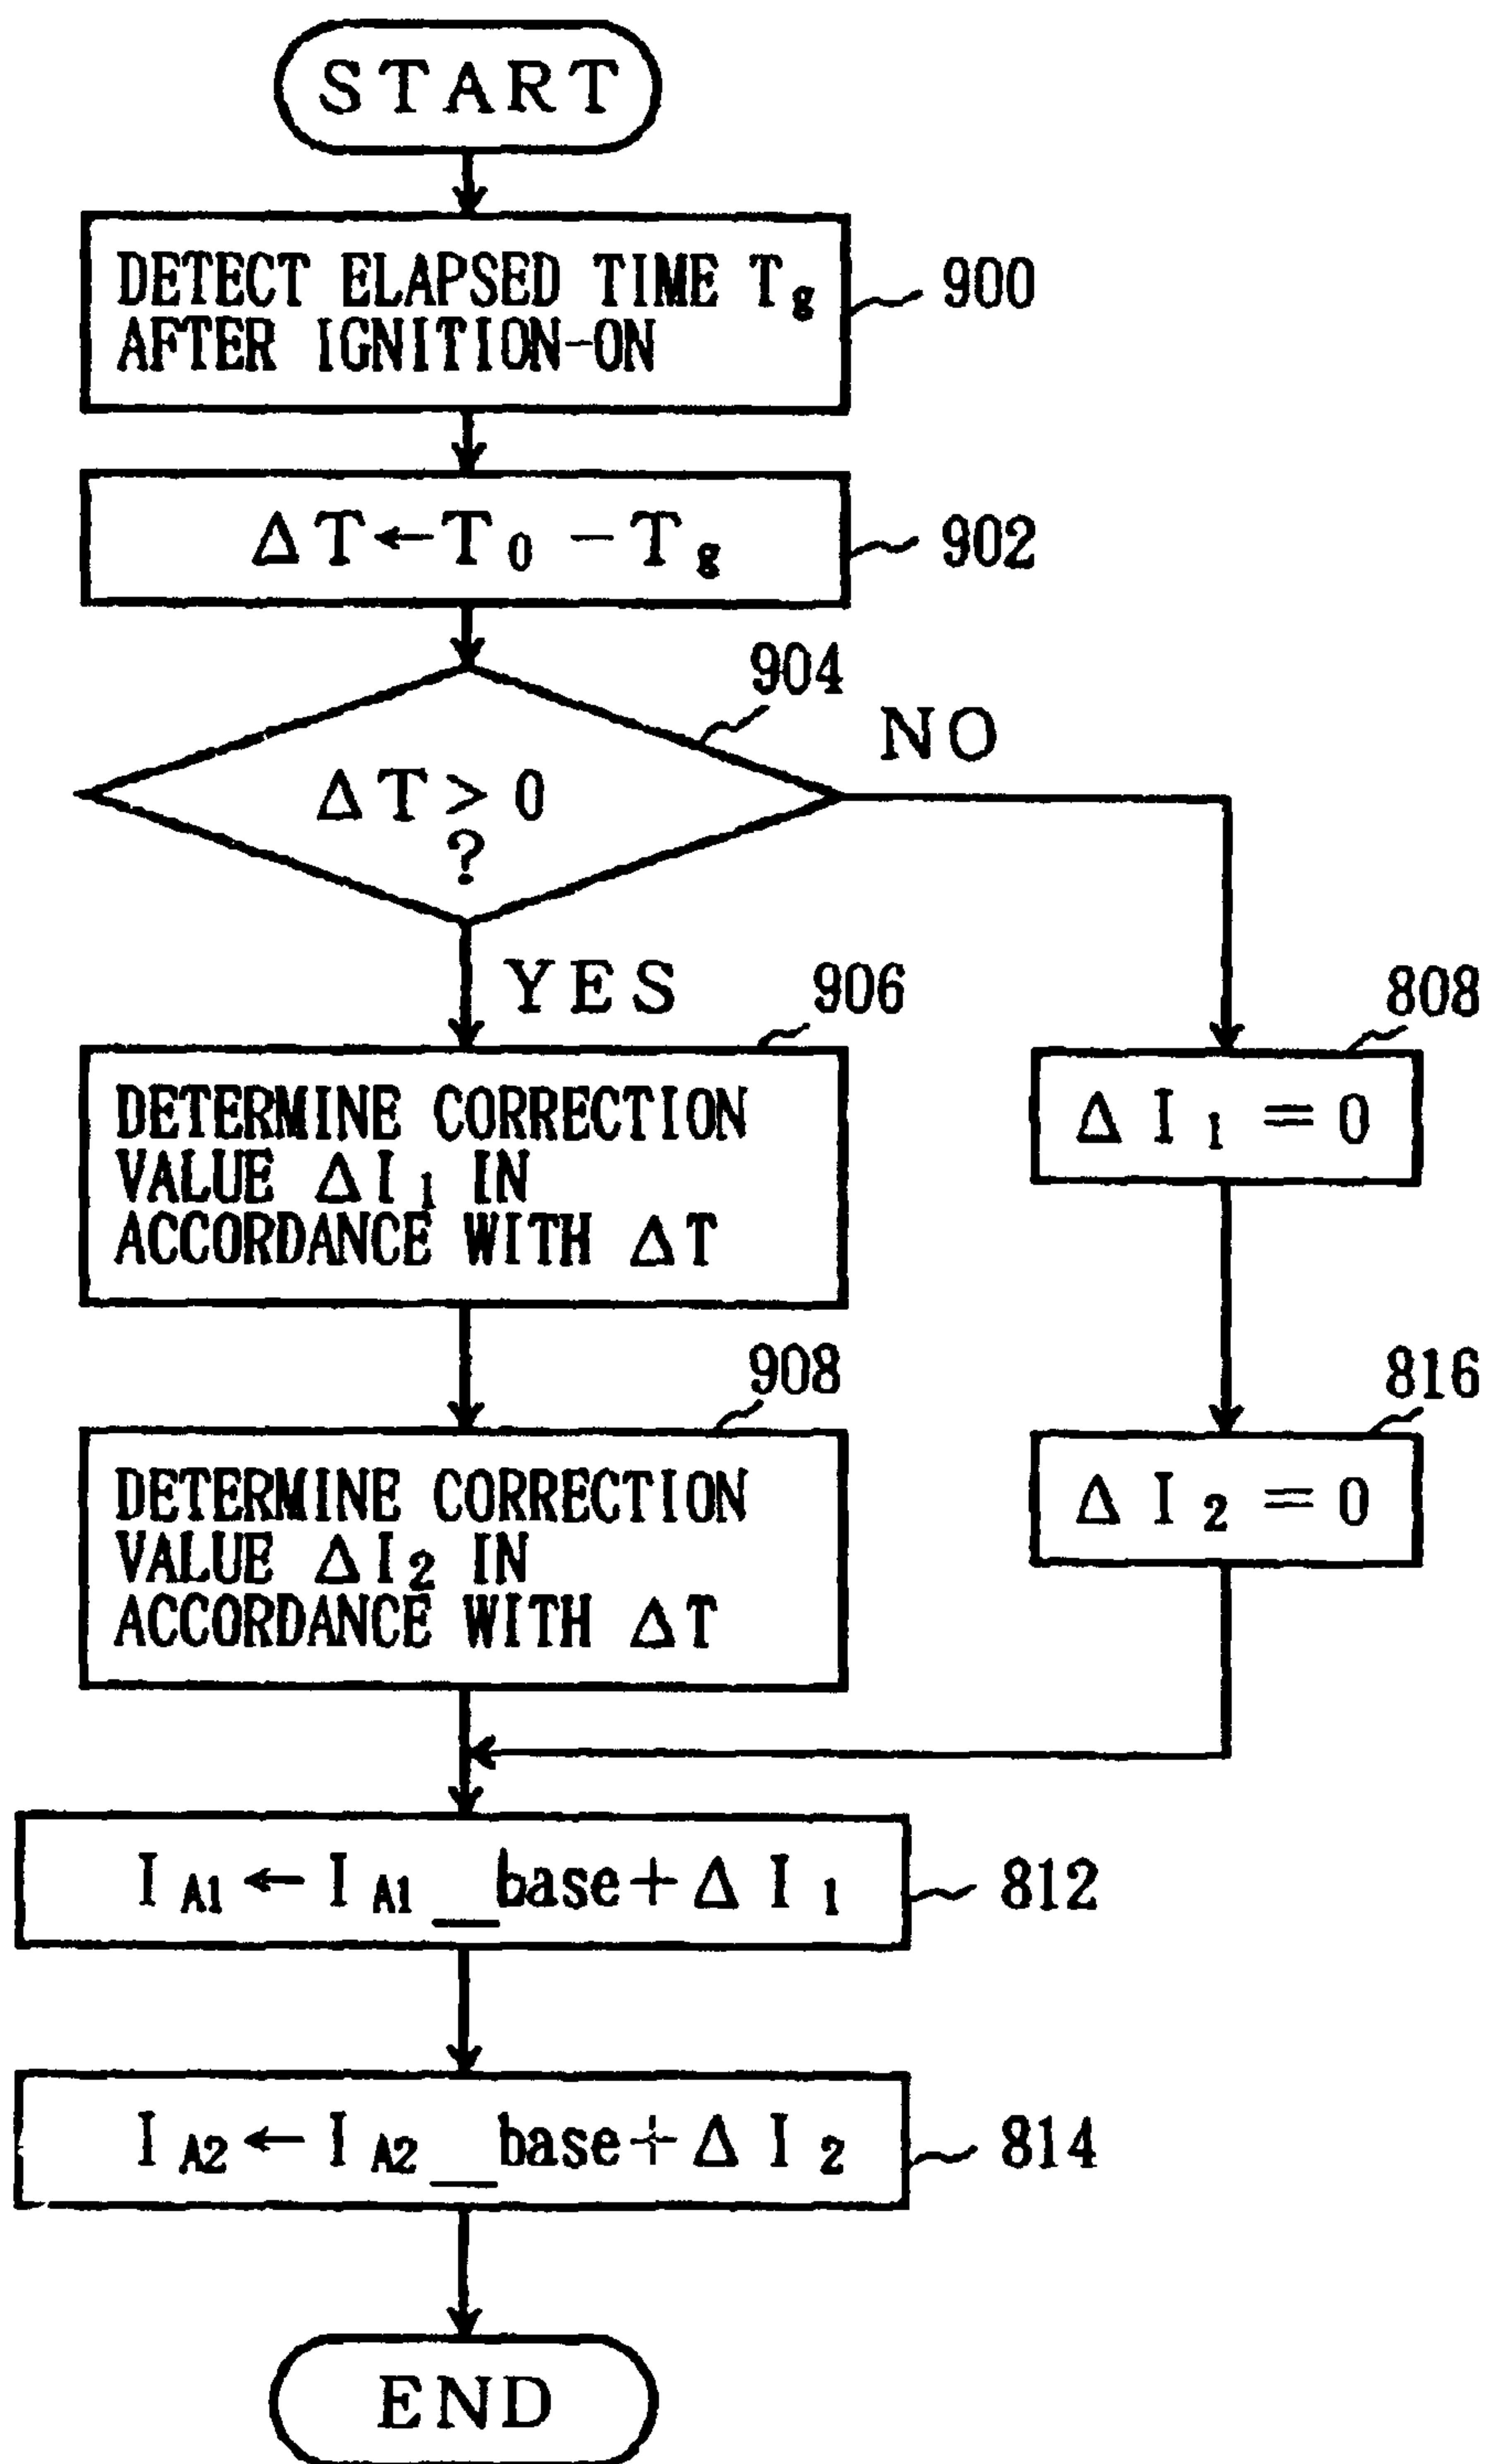 START
DETECT ELAPSED TIME Tg
AFTER IGNITION-ON
900
ΔT←T0－Tg
902
904
NO
ΔT＞0
?
YES
906
808
DETERMINE CORRECTION
VALUE ΔI1 IN
ACCORDANCE WITH ΔT
ΔI1＝0
908
816
DETERMINE CORRECTION
VALUE ΔI2 IN
ACCORDANCE WITH ΔT
ΔI2＝0
IA1←IA1_base+ΔI1
812
IA2←IA2_base+ΔI2
814
END